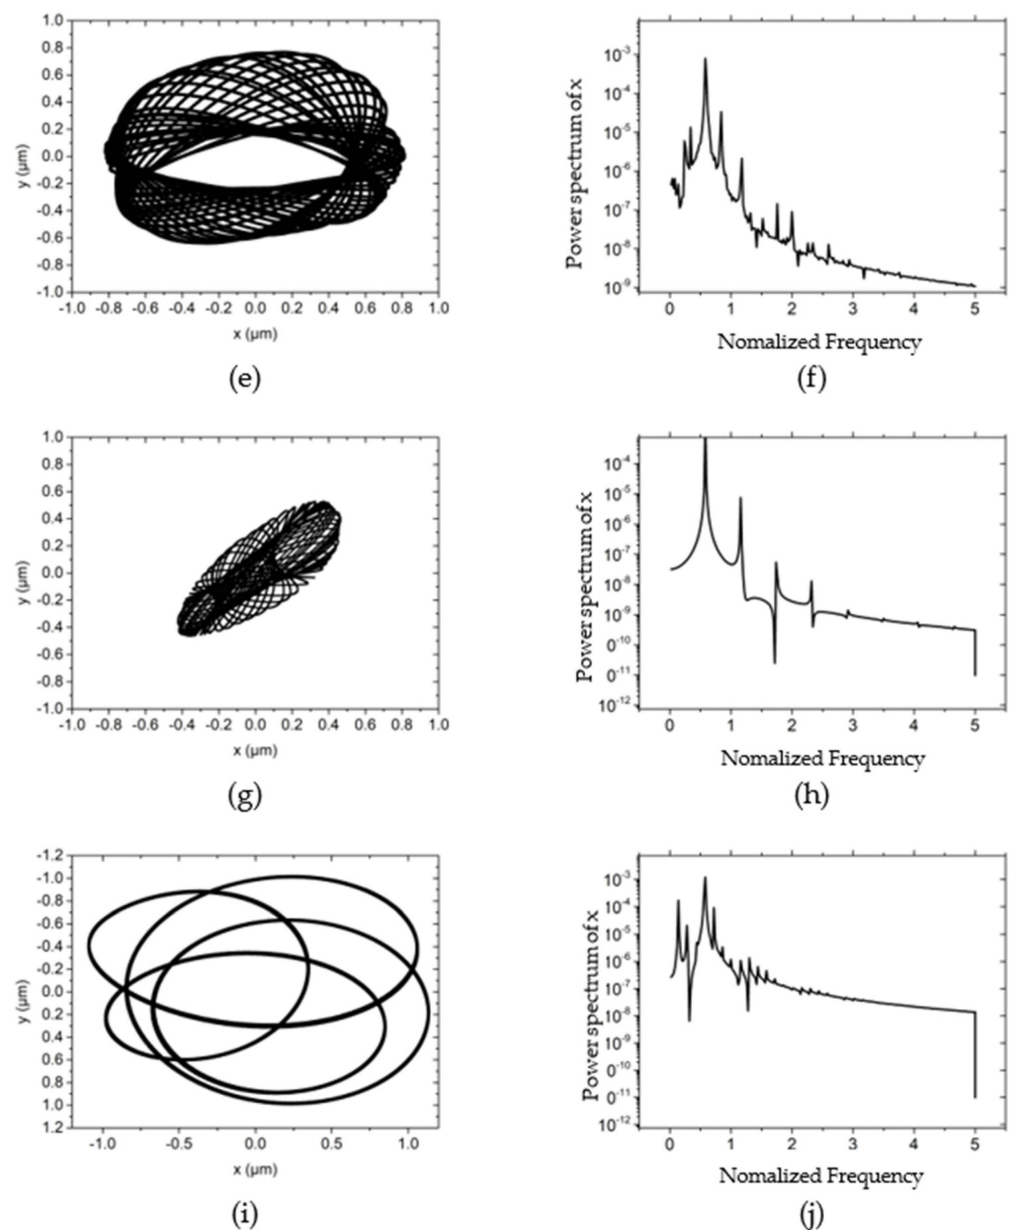 1.0
0.8
0.6
0.4
0.2
0.0
-0.2
-0.4
-0.6
-0.8
-1.0
y (μm)
-1.0 -0.8 -0.6 -0.4 -0.2 0.0 0.2 0.4 0.6 0.8 1.0
x (μm)
(e)
10⁻³
10⁻⁴
10⁻⁵
10⁻⁶
10⁻⁷
10⁻⁸
10⁻⁹
Power spectrum of x
0 1 2 3 4 5
Nomalized Frequency
(f)
1.0
0.8
0.6
0.4
0.2
0.0
-0.2
-0.4
-0.6
-0.8
-1.0
y (μm)
-1.0 -0.8 -0.6 -0.4 -0.2 0.0 0.2 0.4 0.6 0.8 1.0
x (μm)
(g)
10⁻⁴
10⁻⁵
10⁻⁶
10⁻⁷
10⁻⁸
10⁻⁹
0⁻¹⁰
0⁻¹¹
10⁻¹²
Power spectrum of x
0 1 2 3 4 5
Nomalized Frequency
(h)
-1.2
-1.0
-0.8
-0.6
-0.4
-0.2
0.0
0.2
0.4
0.6
0.8
1.0
1.2
y (μm)
-1.0 -0.5 0.0 0.5 1.0
x (μm)
(i)
10⁻³
10⁻⁴
10⁻⁵
10⁻⁶
10⁻⁷
10⁻⁸
10⁻⁹
0⁻¹⁰
0⁻¹¹
10⁻¹²
Power spectrum of x
0 1 2 3 4 5
Nomalized Frequency
(j)